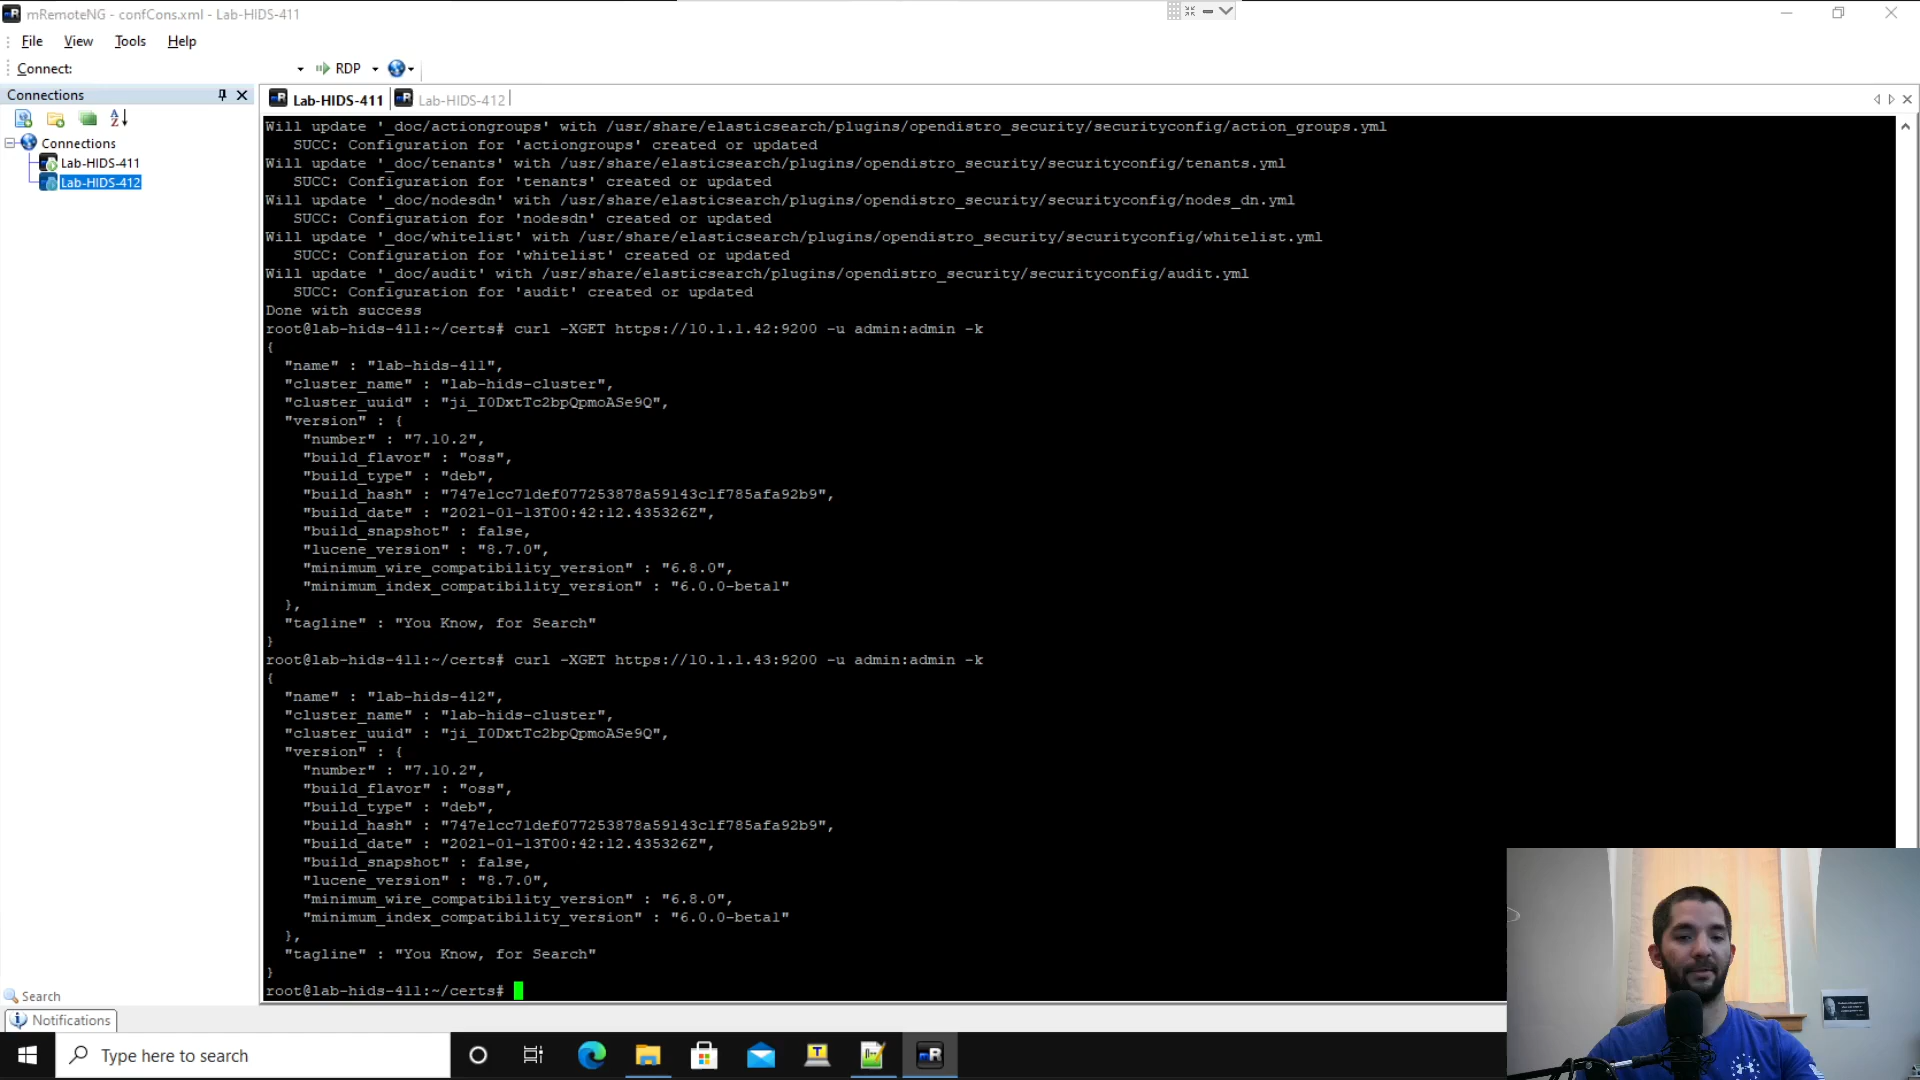 mRemoteNG - confCons.xml - Lab-HIDS-411
File View Tools Help
Connect: RDP
Connections
Lab-HIDS-411 Lab-HIDS-412
Connections
Lab-HIDS-411
Lab-HIDS-412
Will update '_doc/actiongroups' with /usr/share/elasticsearch/plugins/opendistro_security/securityconfig/action_groups.yml
SUCC: Configuration for 'actiongroups' created or updated
Will update '_doc/tenants' with /usr/share/elasticsearch/plugins/opendistro_security/securityconfig/tenants.yml
SUCC: Configuration for 'tenants' created or updated
Will update '_doc/nodesdn' with /usr/share/elasticsearch/plugins/opendistro_security/securityconfig/nodes_dn.yml
SUCC: Configuration for 'nodesdn' created or updated
Will update '_doc/whitelist' with /usr/share/elasticsearch/plugins/opendistro_security/securityconfig/whitelist.yml
SUCC: Configuration for 'whitelist' created or updated
Will update '_doc/audit' with /usr/share/elasticsearch/plugins/opendistro_security/securityconfig/audit.yml
SUCC: Configuration for 'audit' created or updated
Done with success
root@lab-hids-411:~/certs# curl -XGET https://10.1.1.42:9200 -u admin:admin -k
{
"name" : "lab-hids-411",
"cluster_name" : "lab-hids-cluster",
"cluster_uuid" : "ji_I0DxtTc2bpQpmoASe9Q",
"version" : {
"number" : "7.10.2",
"build_flavor" : "oss",
"build_type" : "deb",
"build_hash" : "747e1cc71def077253878a59143c1f785afa92b9",
"build_date" : "2021-01-13T00:42:12.435326Z",
"build_snapshot" : false,
"lucene_version" : "8.7.0",
"minimum_wire_compatibility_version" : "6.8.0",
"minimum_index_compatibility_version" : "6.0.0-beta1"
},
"tagline" : "You Know, for Search"
}
root@lab-hids-411:~/certs# curl -XGET https://10.1.1.43:9200 -u admin:admin -k
{
"name" : "lab-hids-412",
"cluster_name" : "lab-hids-cluster",
"cluster_uuid" : "ji_I0DxtTc2bpQpmoASe9Q",
"version" : {
"number" : "7.10.2",
"build_flavor" : "oss",
"build_type" : "deb",
"build_hash" : "747e1cc71def077253878a59143c1f785afa92b9",
"build_date" : "2021-01-13T00:42:12.435326Z",
"build_snapshot" : false,
"lucene_version" : "8.7.0",
"minimum_wire_compatibility_version" : "6.8.0",
"minimum_index_compatibility_version" : "6.0.0-beta1"
},
"tagline" : "You Know, for Search"
}
root@lab-hids-411:~/certs#
Search
Notifications
Type here to search